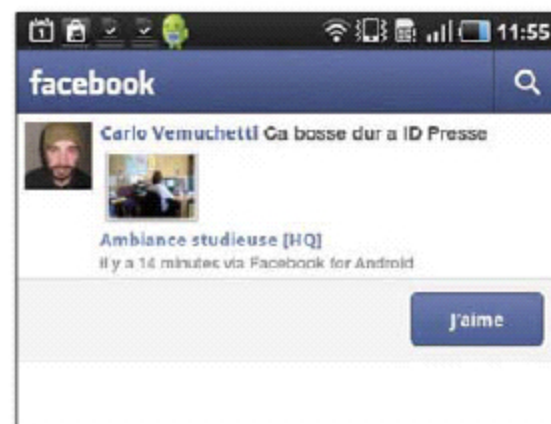 11:55
facebook
Carlo Vemuchetti Ca bosse dur a ID Presse
Ambiance studieuse [HQ]
il y a 14 minutes via Facebook for Android
J'aime